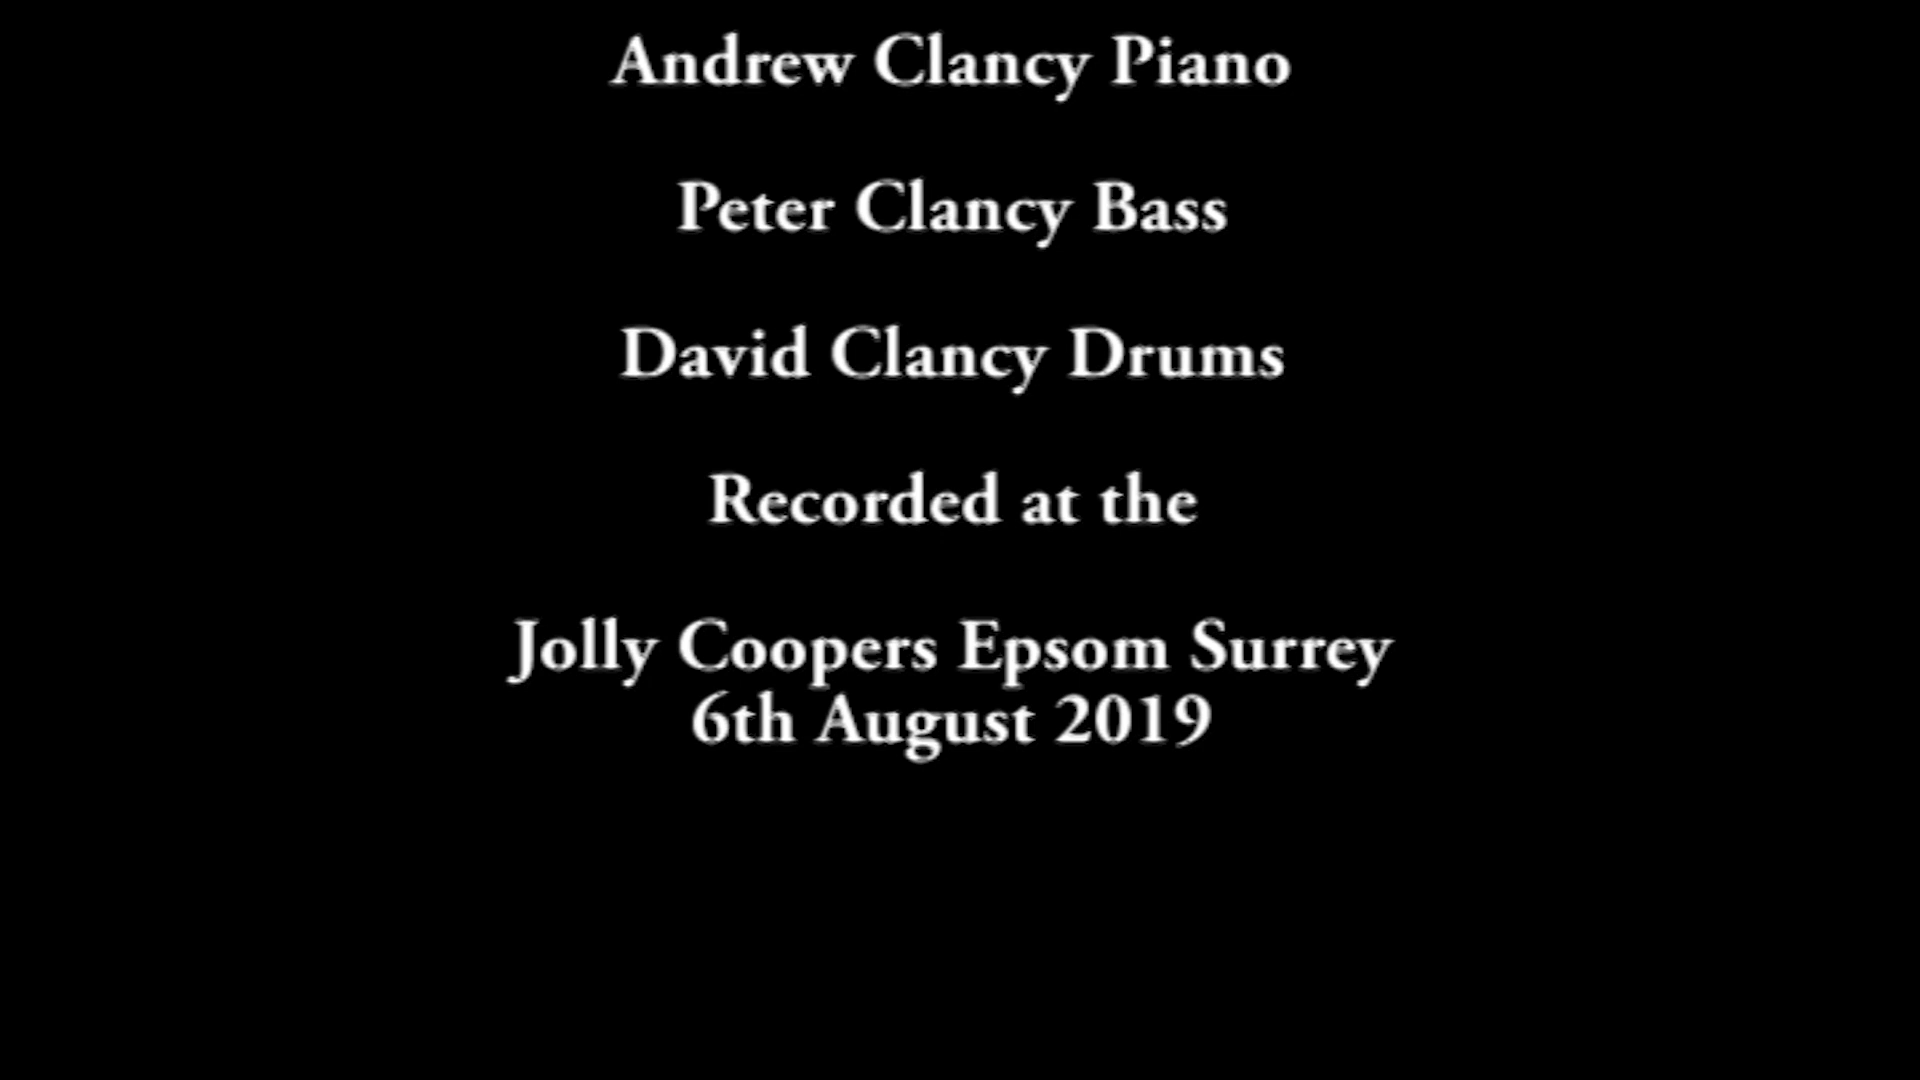 Andrew Clancy Piano
Peter Clancy Bass
David Clancy Drums
Recorded at the
Jolly Coopers Epsom Surrey
6th August 2019